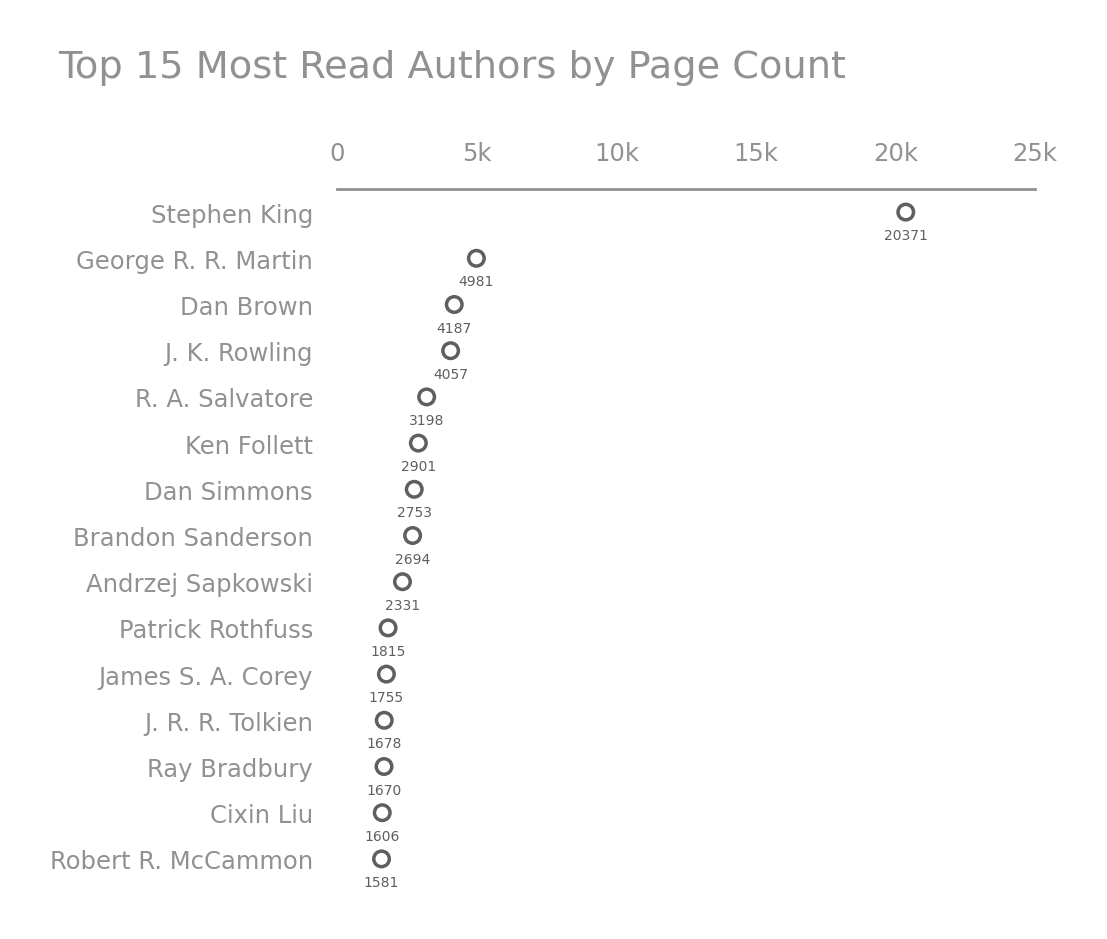 Top 15 Most Read Authors by Page Count
0 5k 10k 15k 20k 25k
Stephen King
20371
George R. R. Martin
4981
Dan Brown
4187
J. K. Rowling
4057
R. A. Salvatore
3198
Ken Follett
2901
Dan Simmons
2753
Brandon Sanderson
2694
Andrzej Sapkowski
2331
Patrick Rothfuss
1815
James S. A. Corey
1755
J. R. R. Tolkien
1678
Ray Bradbury
1670
Cixin Liu
1606
Robert R. McCammon
1581